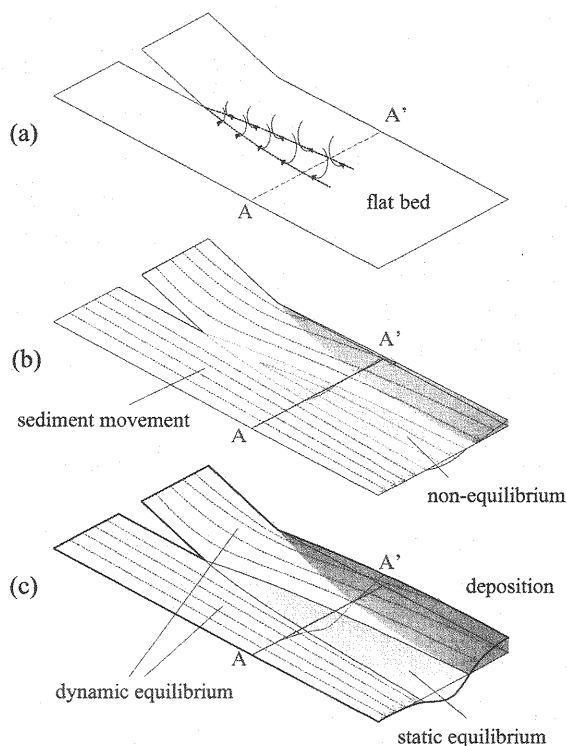 (a)
A'
A
flat bed
(b)
A'
A
sediment movement
non-equilibrium
(c)
A'
deposition
A
dynamic equilibrium
static equilibrium